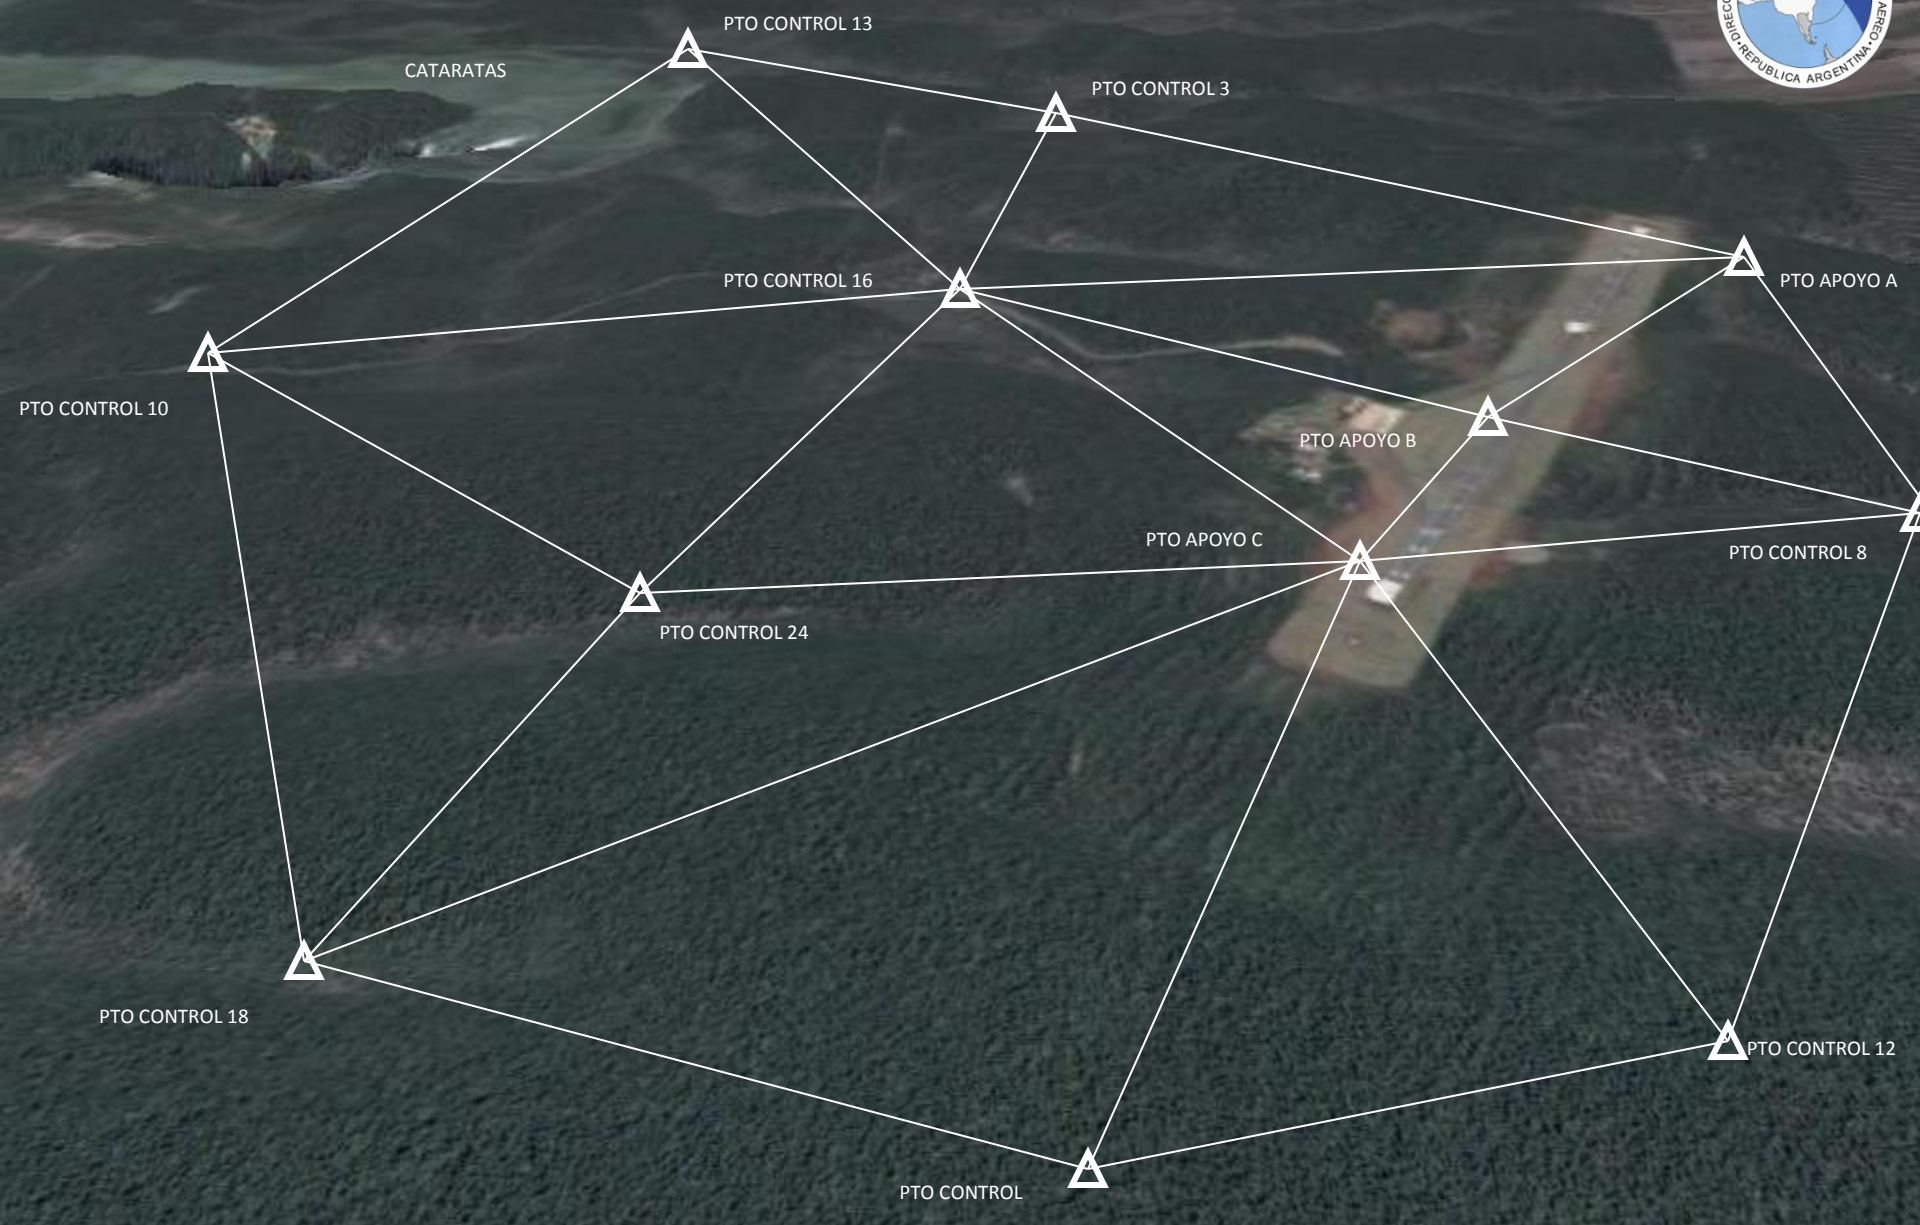 PTO CONTROL 13
CATARATAS
PTO CONTROL 3
REPUBLICA ARGENTINA
PTO CONTROL 16
PTO APOYO A
PTO CONTROL 10
PTO APOYO B
PTO APOYO C
PTO CONTROL 8
PTO CONTROL 24
PTO CONTROL 18
PTO CONTROL 12
PTO CONTROL